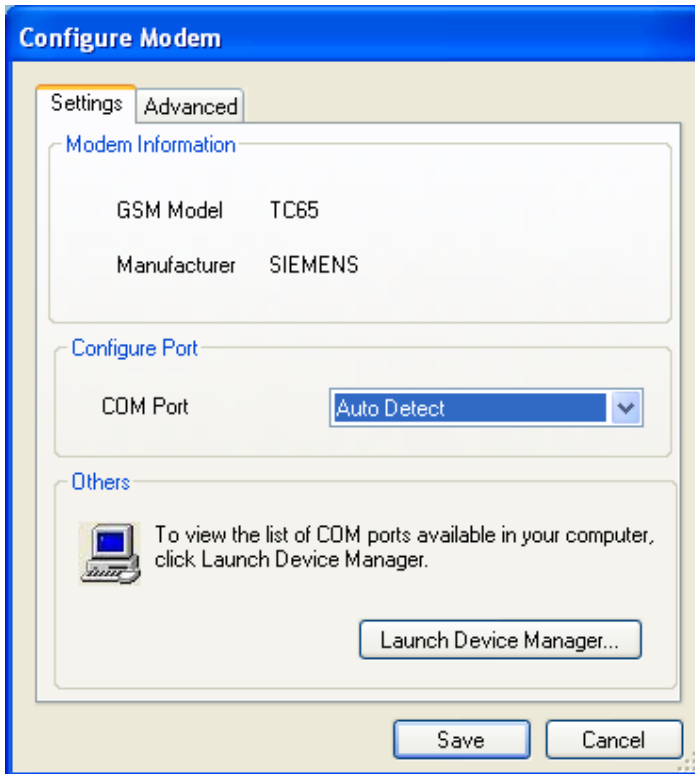 Configure Modem
Settings
Advanced
Modem Information
GSM Model
TC65
Manufacturer
SIEMENS
Configure Port
COM Port
Auto Detect
Others
To view the list of COM ports available in your computer,
click Launch Device Manager.
Launch Device Manager...
Save
Cancel